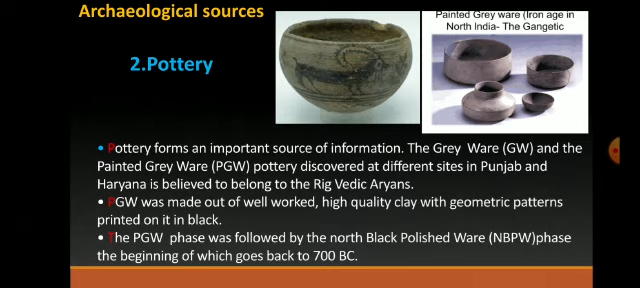 Archaeological sources
Painted Grey ware (Iron age in
North India- The Gangetic
2.Pottery
• Pottery forms an important source of information. The Grey Ware (GW) and the
Painted Grey Ware (PGW) pottery discovered at different sites in Punjab and
Haryana is believed to belong to the Rig Vedic Aryans.
• PGW was made out of well worked, high quality clay with geometric patterns
printed on it in black.
• The PGW phase was followed by the north Black Polished Ware (NBPW)phase
the beginning of which goes back to 700 BC.